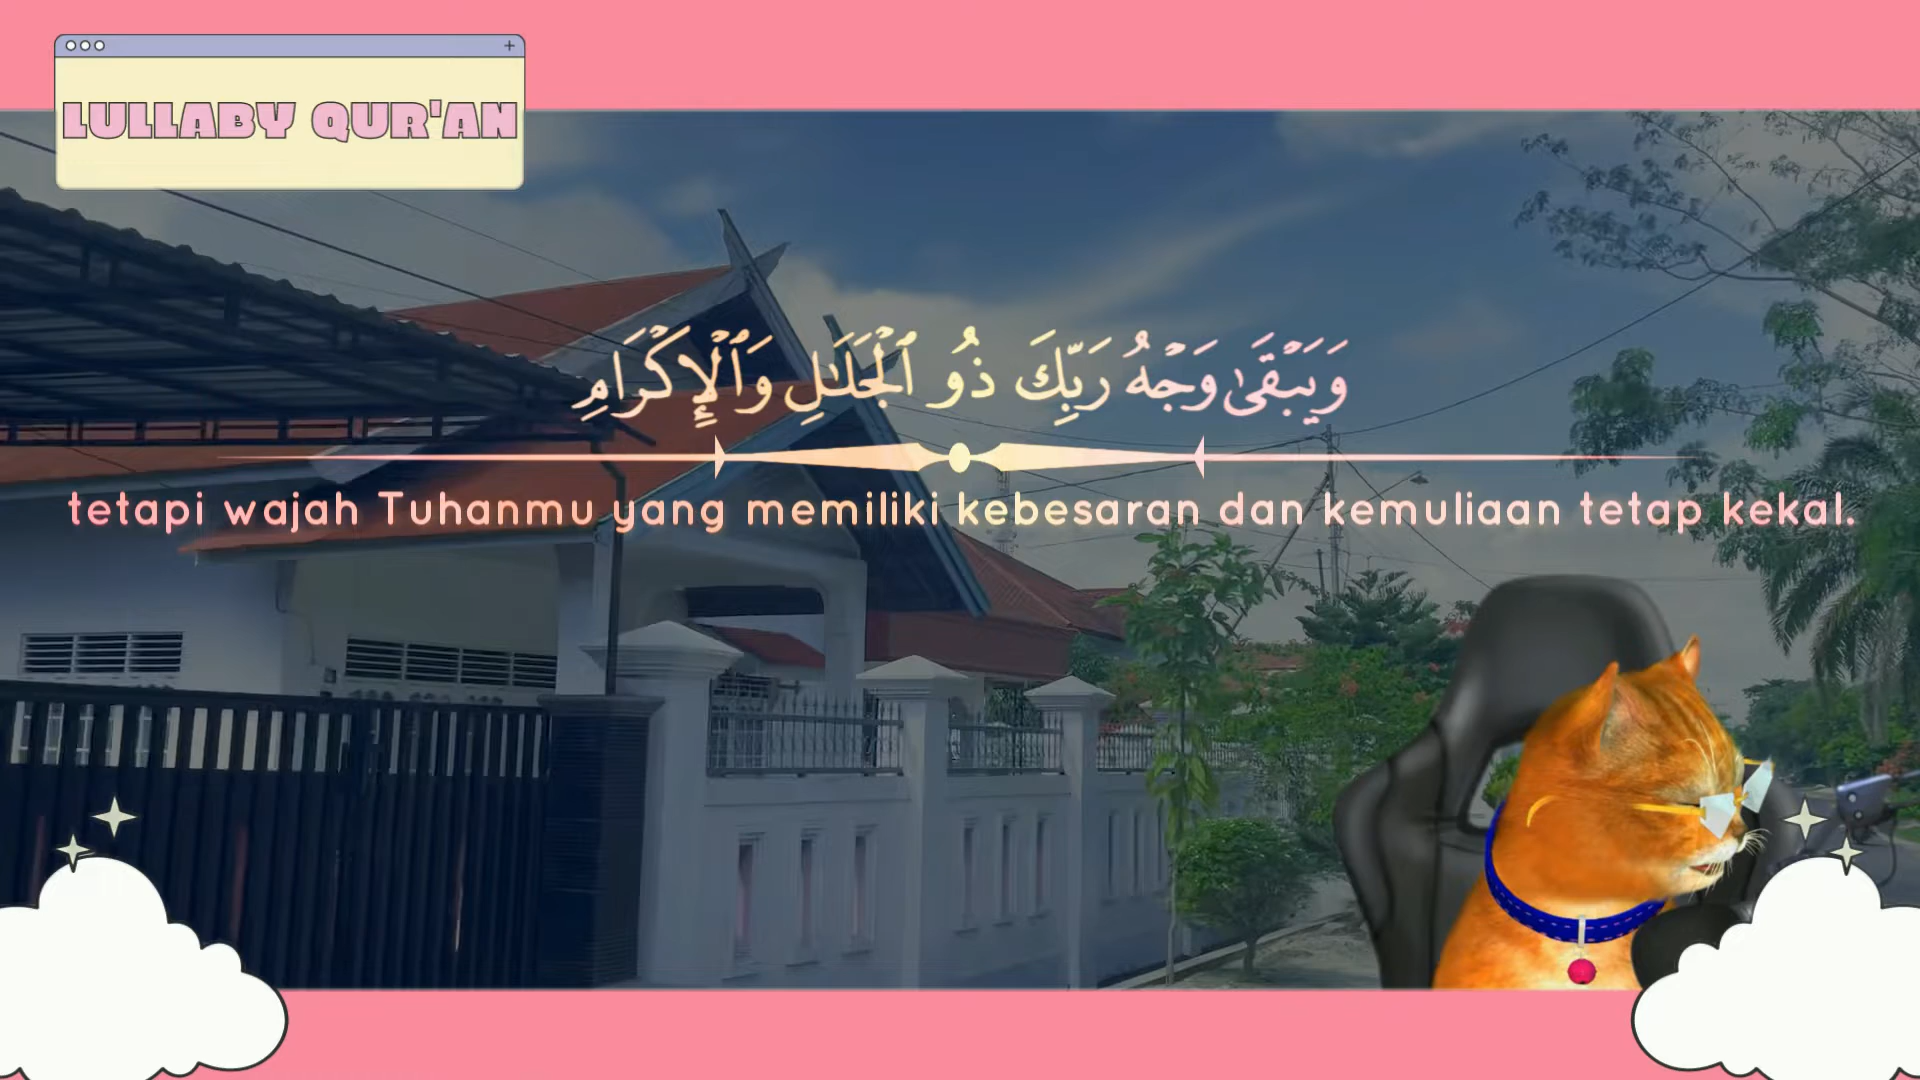 LULLABY QUR'AN
وَيَبْقَىٰ وَجْهُ رَبِّكَ ذُو ٱلْجَلَـٰلِ وَٱلْإِكْرَامِ
tetapi wajah Tuhanmu yang memiliki kebesaran dan kemuliaan tetap kekal.